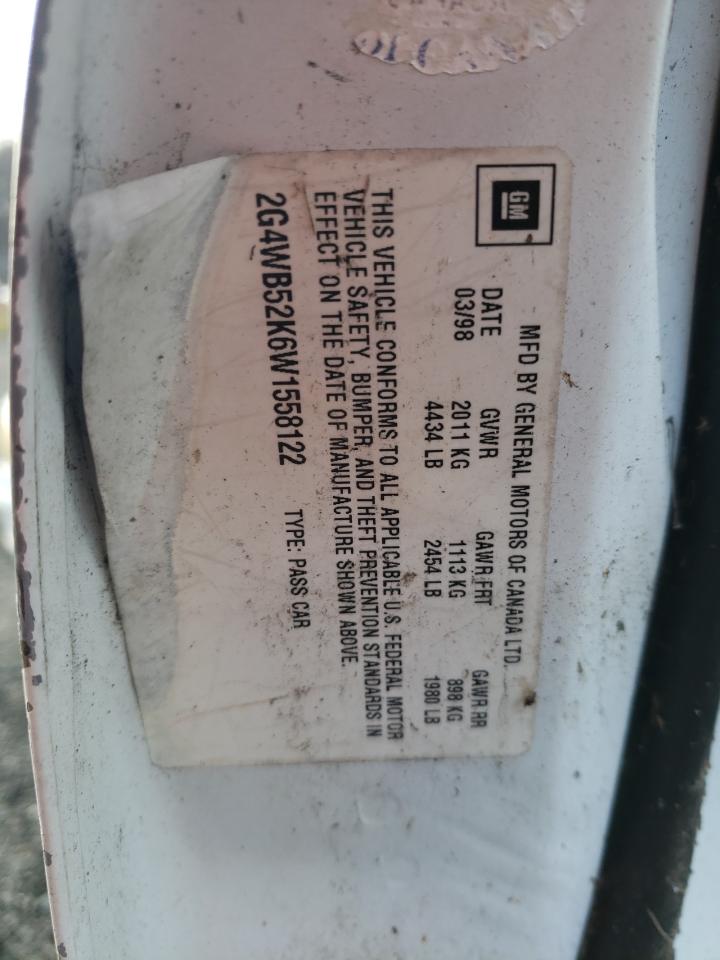 GM
MFD BY GENERAL MOTORS OF CANADA LTD.
DATE GVWR GAWR FRT GAWR RR
03/98 2011 KG 1113 KG 898 KG
4434 LB 2454 LB 1980 LB
THIS VEHICLE CONFORMS TO ALL APPLICABLE U.S. FEDERAL MOTOR
VEHICLE SAFETY, BUMPER, AND THEFT PREVENTION STANDARDS IN
EFFECT ON THE DATE OF MANUFACTURE SHOWN ABOVE.
2G4WB52K6W1558122 TYPE: PASS CAR